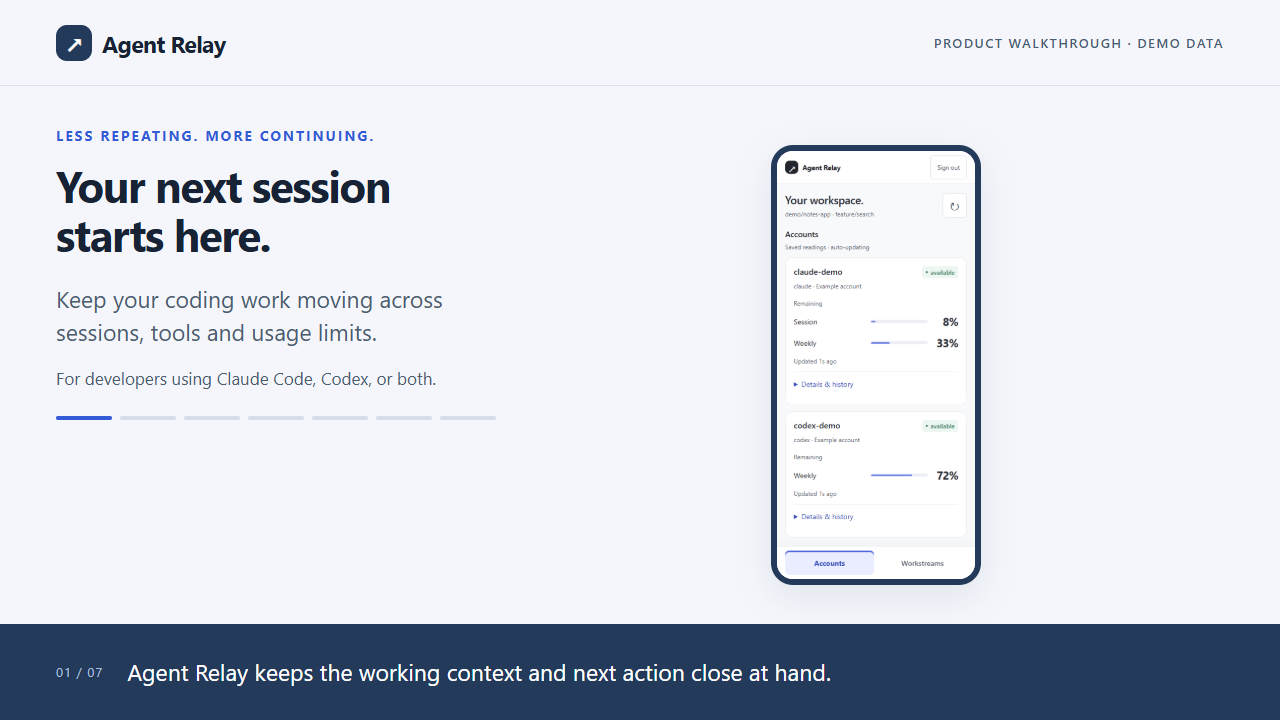 Agent Relay
PRODUCT WALKTHROUGH · DEMO DATA
LESS REPEATING. MORE CONTINUING.
Your next session
starts here.
Keep your coding work moving across
sessions, tools and usage limits.
For developers using Claude Code, Codex, or both.
Agent Relay
Sign out
Your workspace.
demo/notes-app · feature/search
Accounts
Saved readings · auto-updating
claude-demo
• available
claude · Example account
Remaining
Session 8%
Weekly 33%
Updated 1s ago
▸ Details & history
codex-demo
• available
codex · Example account
Remaining
Weekly 72%
Updated 1s ago
▸ Details & history
Accounts Workstreams
01 / 07 Agent Relay keeps the working context and next action close at hand.